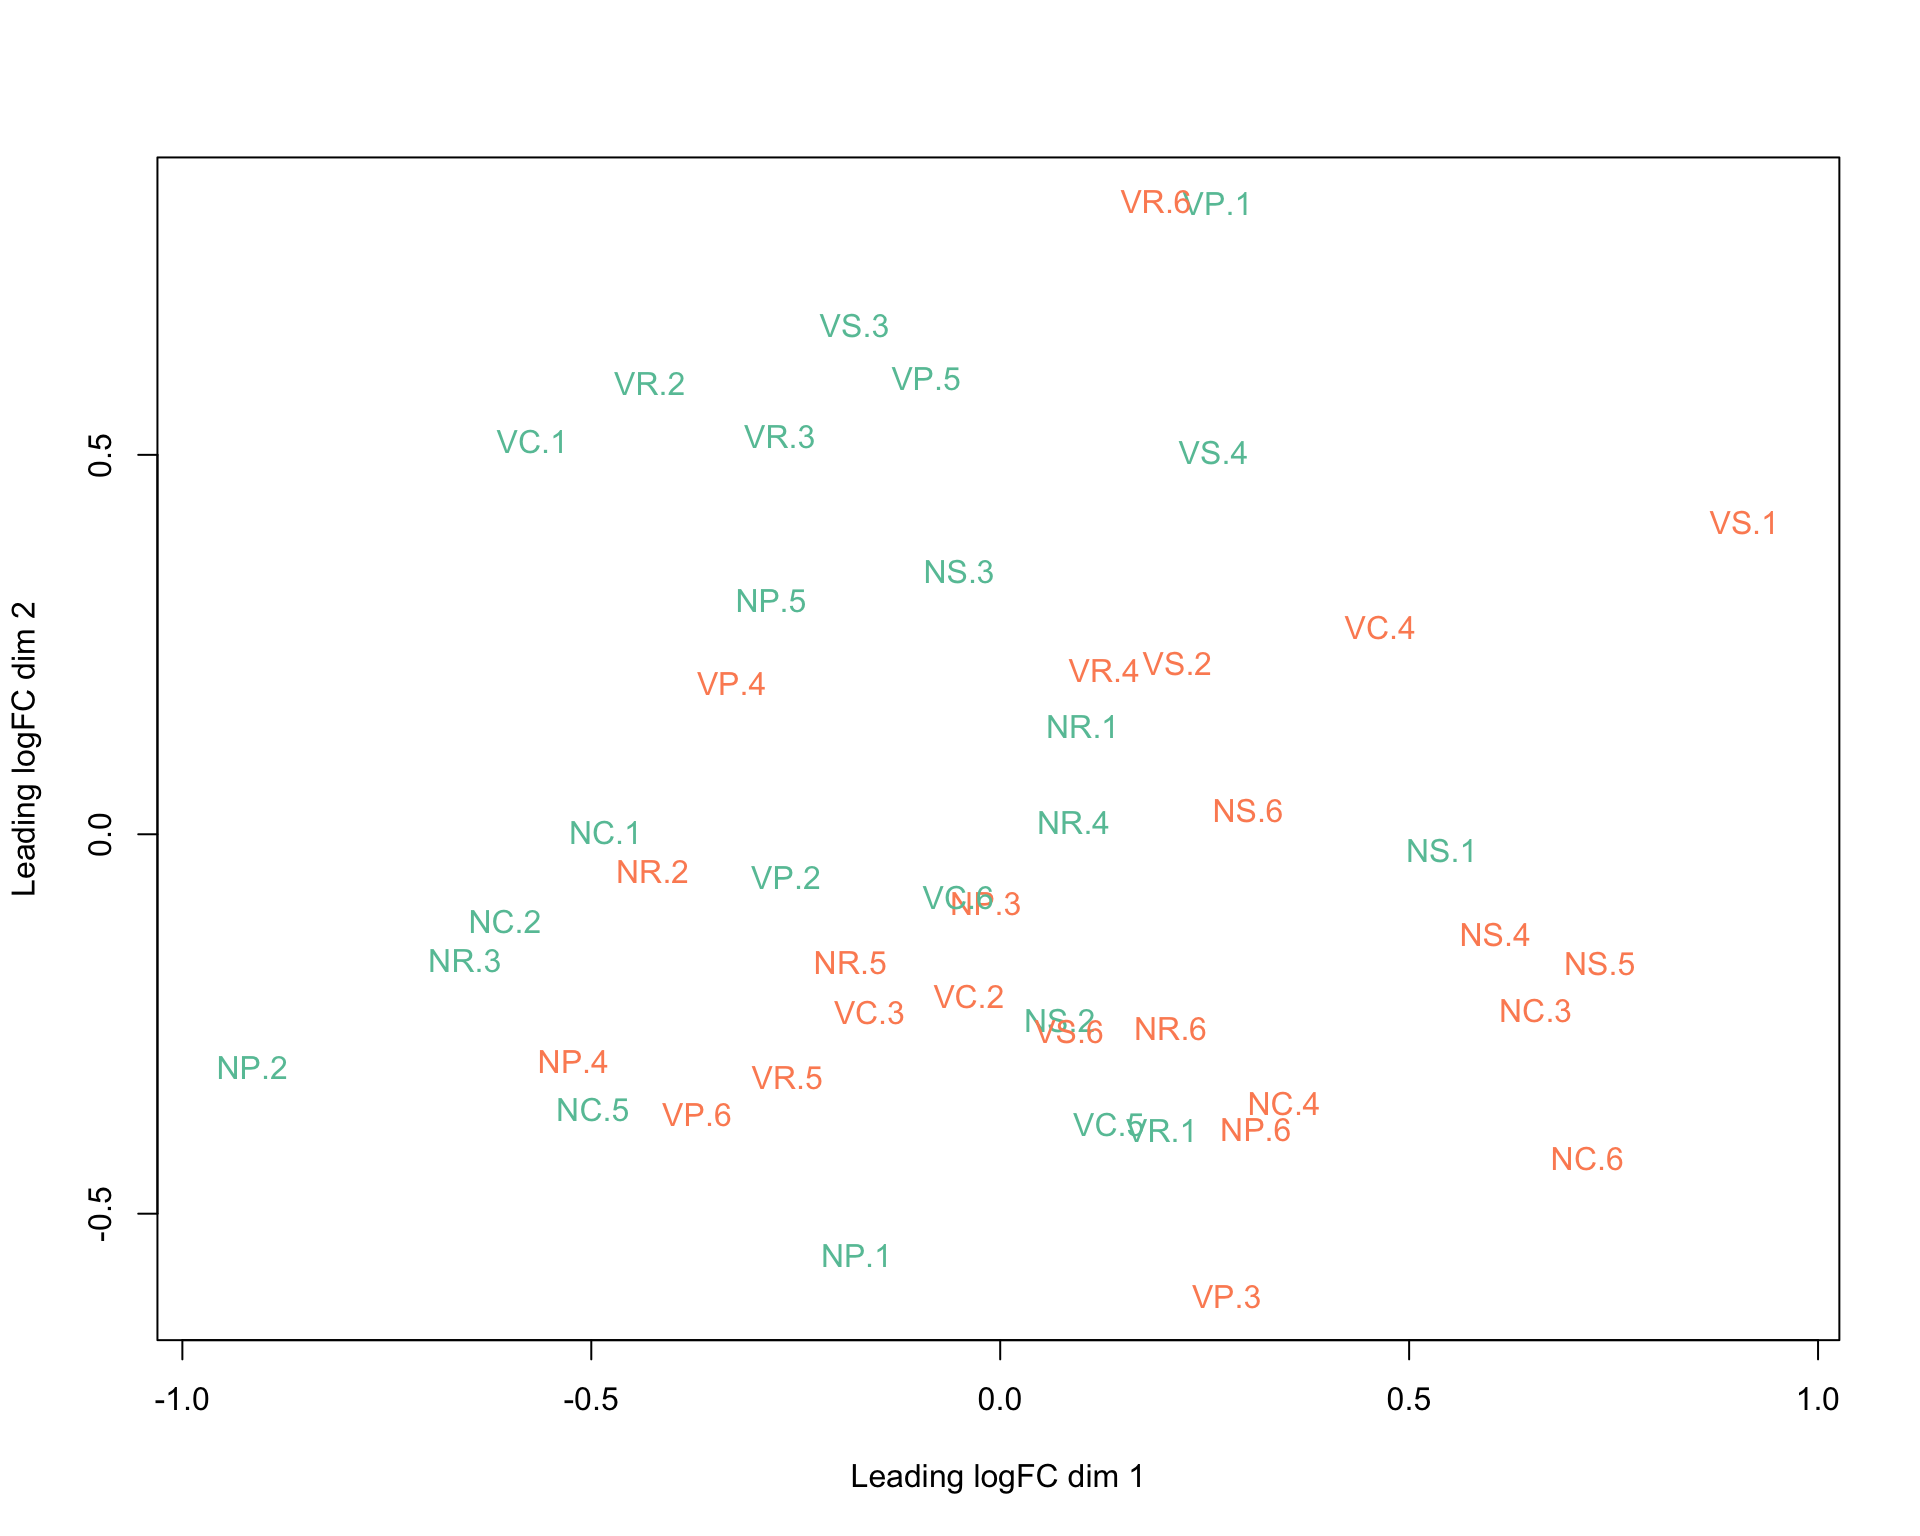 VR.6 VP.1
VS.3
VR.2 VP.5
VC.1 VR.3
VS.4
VS.1
NS.3
NP.5
VC.4
VR.4 VS.2
VP.4
NR.1
NS.6
NR.4
NC.1
NS.1
NR.2 VP.2
VC.6 NP.3
NC.2
NS.4
NR.3 NR.5 NS.5
VC.2
VC.3 NC.3
NS.2 VS.6 NR.6
NP.2 NP.4
VR.5
NC.5 VP.6 NC.4
VC.5 VR.1 NP.6
NC.6
NP.1
VP.3
0.5
0.0
-0.5
Leading logFC dim 2
-1.0 -0.5 0.0 0.5 1.0
Leading logFC dim 1